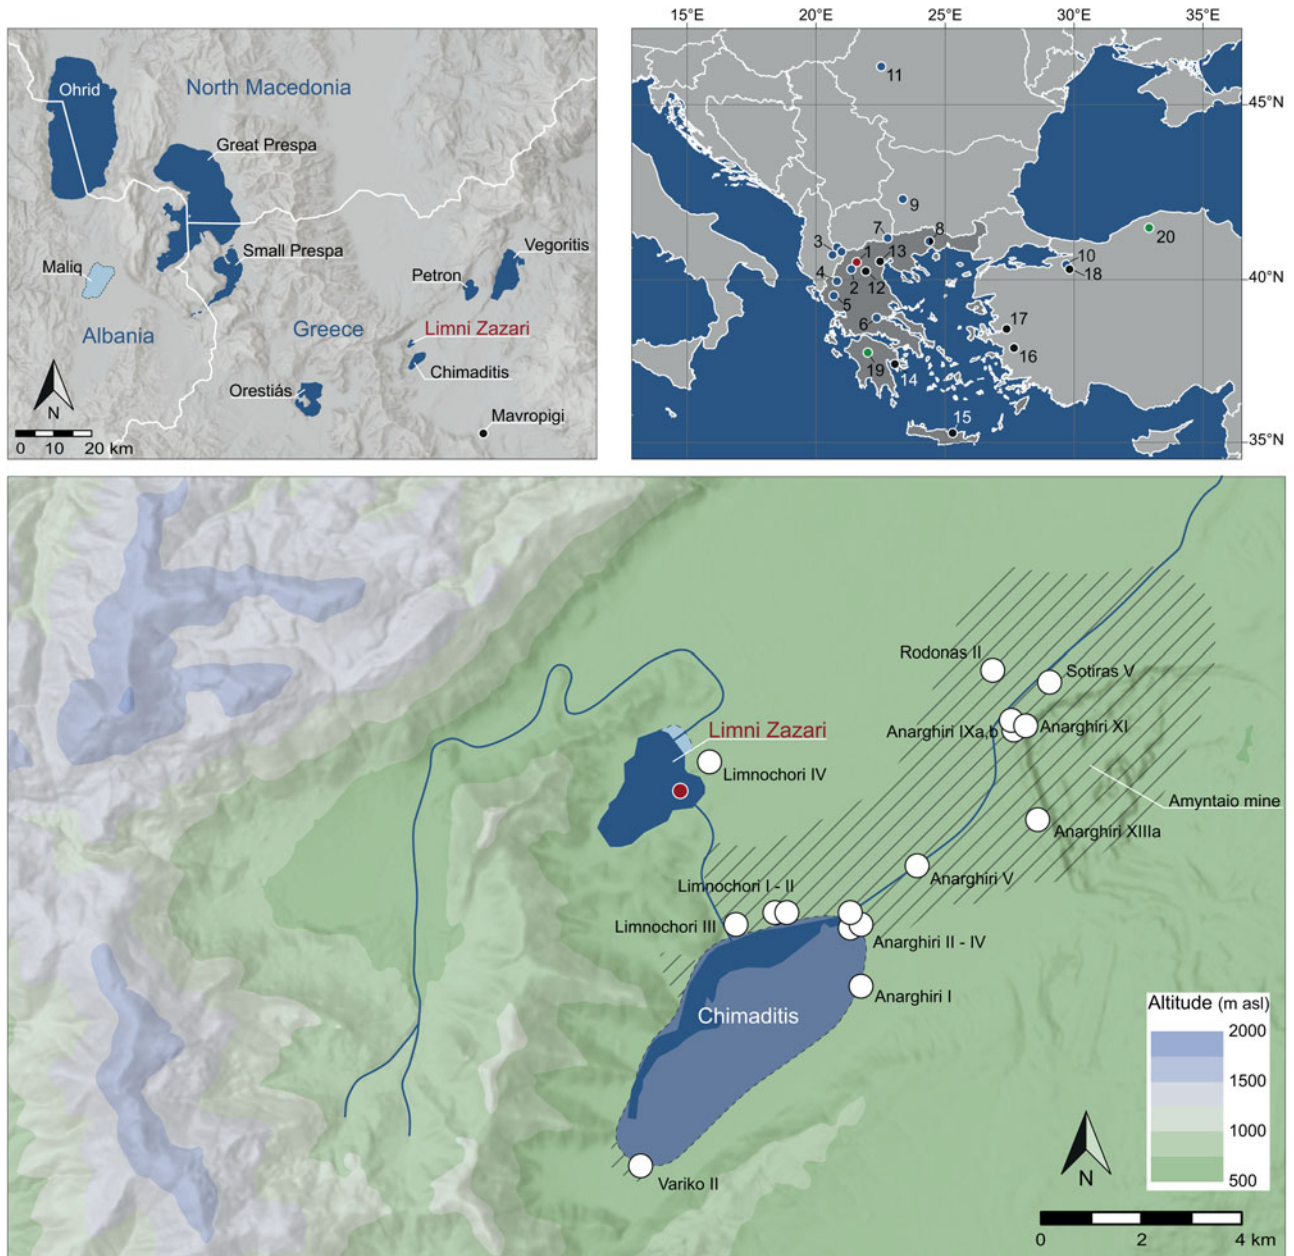 Ohrid
North Macedonia
Great Prespa
Small Prespa
Vegoritis
Maliq
Petron
Albania
Greece
Limni Zazari
Chimaditis
Orestiás
Mavropigi
N
0 10 20 km
15°E 20°E 25°E 30°E 35°E
45°N
40°N
35°N
11
9
7
8
20
3
1
13
10
18
4
2
12
5
6
17
16
19
14
15
Rodonas II
Sotiras V
Limni Zazari
Anarghiri IXa,b
Anarghiri XI
Limnochori IV
Amyntaio mine
Anarghiri XIIIa
Limnochori I - II
Anarghiri V
Limnochori III
Anarghiri II - IV
Anarghiri I
Chimaditis
Variko II
Altitude (m asl)
2000
1500
1000
500
N
0 2 4 km